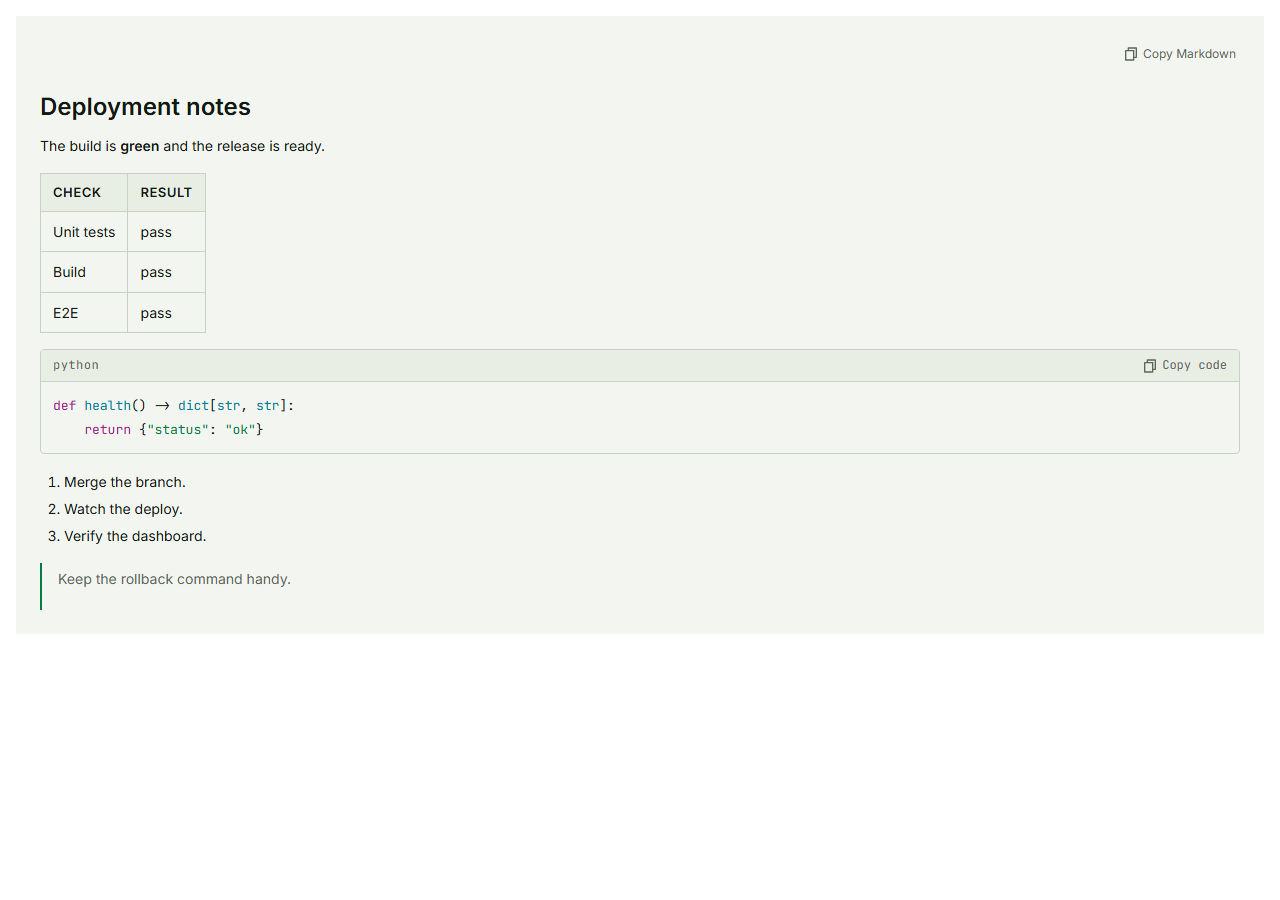 Copy Markdown
Deployment notes
The build is green and the release is ready.
CHECK RESULT
Unit tests pass
Build pass
E2E pass
python Copy code
def health() -> dict[str, str]:
    return {"status": "ok"}
1. Merge the branch.
2. Watch the deploy.
3. Verify the dashboard.
Keep the rollback command handy.